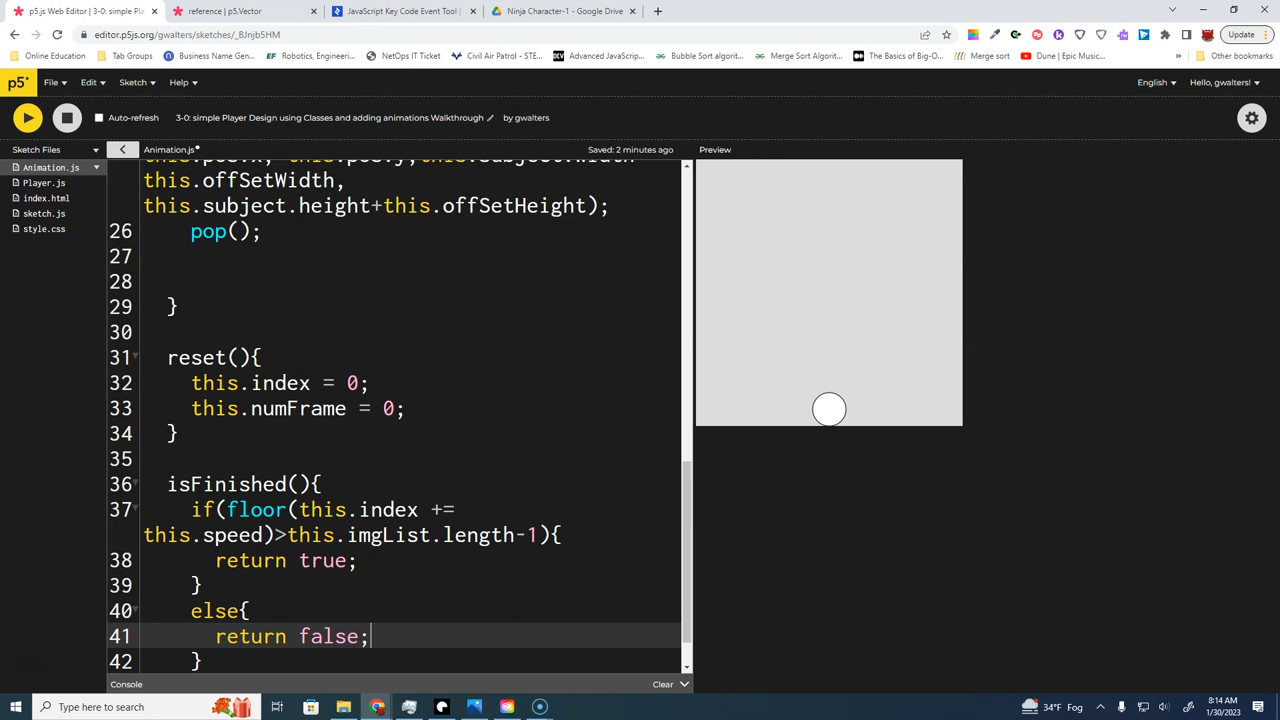 p5.js Web Editor | 3-0: simple Pla
reference | p5.Vector
JavaScript Key Code Event Tool |
Ninja Character-1 - Google Drive
editor.p5js.org/gwalters/sketches/_BJnjb5HM
Update
Online Education
Tab Groups
Business Name Gen...
Robotics, Engineeri...
NetOps IT Ticket
Civil Air Patrol - STE...
Advanced JavaScrip...
Bubble Sort algorit...
Merge Sort Algorit...
The Basics of Big-O...
Merge sort
Dune | Epic Music...
»
Other bookmarks
p5*
File
Edit
Sketch
Help
English
Hello, gwalters!
Auto-refresh
3-0: simple Player Design using Classes and adding animations Walkthrough
by gwalters
Sketch Files
Animation.js
Saved: 2 minutes ago
Preview
Animation.js
Player.js
index.html
sketch.js
style.css
this.pos.x, this.pos.y,this.subject.width
this.offSetWidth,
this.subject.height+this.offSetHeight);
26 pop();
27
28
29 }
30
31 reset(){
32 this.index = 0;
33 this.numFrame = 0;
34 }
35
36 isFinished(){
37 if(floor(this.index +=
this.speed)>this.imgList.length-1){
38 return true;
39 }
40 else{
41 return false;
42 }
Console
Clear
Type here to search
34°F Fog
8:14 AM
1/30/2023